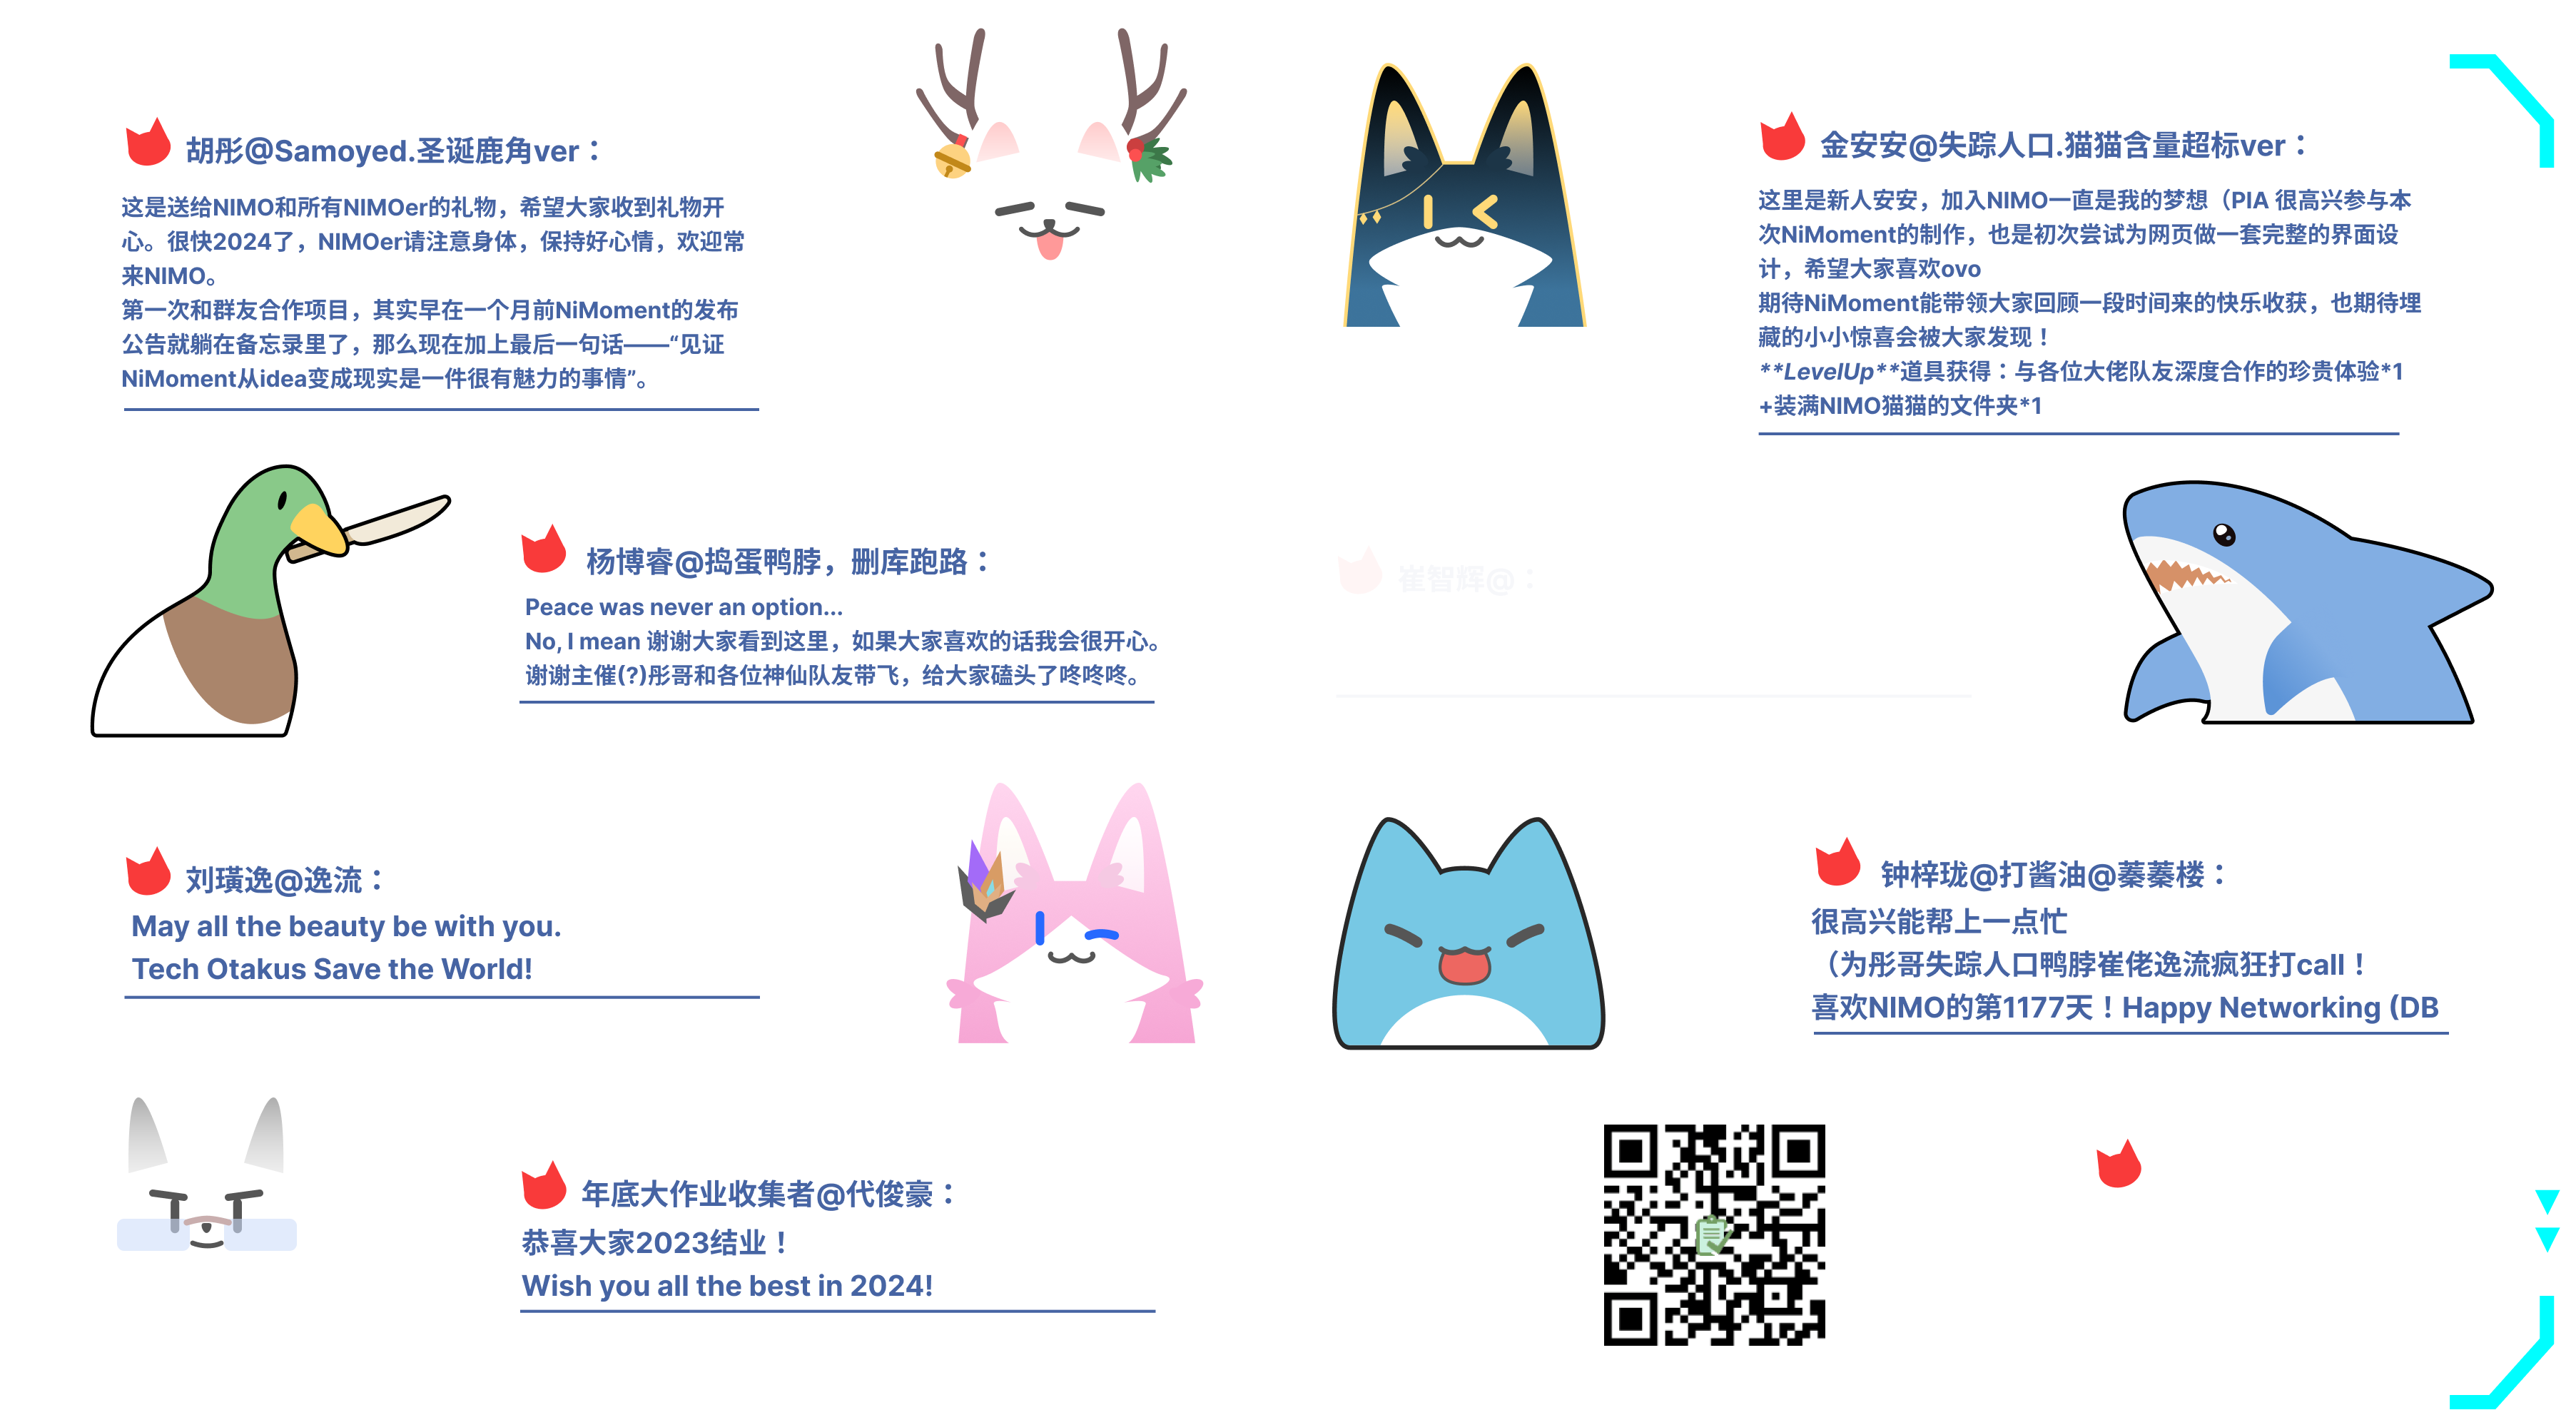 胡彤@Samoyed.圣诞鹿角ver：
这是送给NIMO和所有NIMOer的礼物，希望大家收到礼物开
心。很快2024了，NIMOer请注意身体，保持好心情，欢迎常
来NIMO。
第一次和群友合作项目，其实早在一个月前NiMoment的发布
公告就躺在备忘录里了，那么现在加上最后一句话——“见证
NiMoment从idea变成现实是一件很有魅力的事情”。
金安安@失踪人口.猫猫含量超标ver：
这里是新人安安，加入NIMO一直是我的梦想（PIA 很高兴参与本
次NiMoment的制作，也是初次尝试为网页做一套完整的界面设
计，希望大家喜欢ovo
期待NiMoment能带领大家回顾一段时间来的快乐收获，也期待埋
藏的小小惊喜会被大家发现！
**LevelUp**道具获得：与各位大佬队友深度合作的珍贵体验*1
+装满NIMO猫猫的文件夹*1
杨博睿@捣蛋鸭脖，删库跑路：
Peace was never an option...
No, I mean 谢谢大家看到这里，如果大家喜欢的话我会很开心。
谢谢主催(?)彤哥和各位神仙队友带飞，给大家磕头了咚咚咚。
崔智辉@：
刘璜逸@逸流：
May all the beauty be with you.
Tech Otakus Save the World!
钟梓珑@打酱油@蓁蓁楼：
很高兴能帮上一点忙
（为彤哥失踪人口鸭脖崔佬逸流疯狂打call！
喜欢NIMO的第1177天！Happy Networking (DB
年底大作业收集者@代俊豪：
恭喜大家2023结业！
Wish you all the best in 2024!